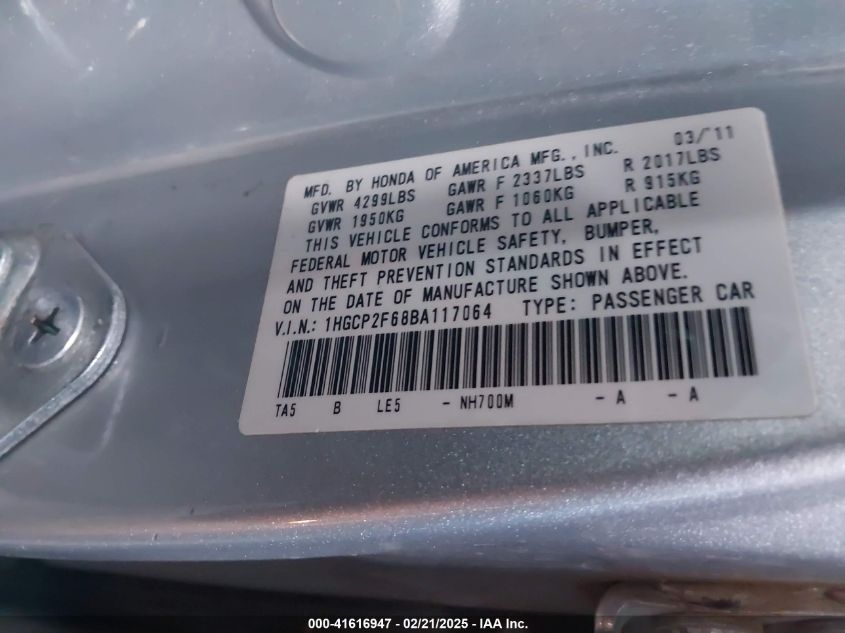 03/'11
MFD. BY HONDA OF AMERICA MFG., INC.
GVWR 4299LBS GAWR F 2337LBS R 2017LBS
GVWR 1950KG GAWR F 1060KG R 915KG
THIS VEHICLE CONFORMS TO ALL APPLICABLE
FEDERAL MOTOR VEHICLE SAFETY, BUMPER,
AND THEFT PREVENTION STANDARDS IN EFFECT
ON THE DATE OF MANUFACTURE SHOWN ABOVE.
V.I.N.: 1HGCP2F68BA117064 TYPE: PASSENGER CAR
TA5 B LE5 - NH700M - A - A
000-41616947 - 02/21/2025 - IAA Inc.